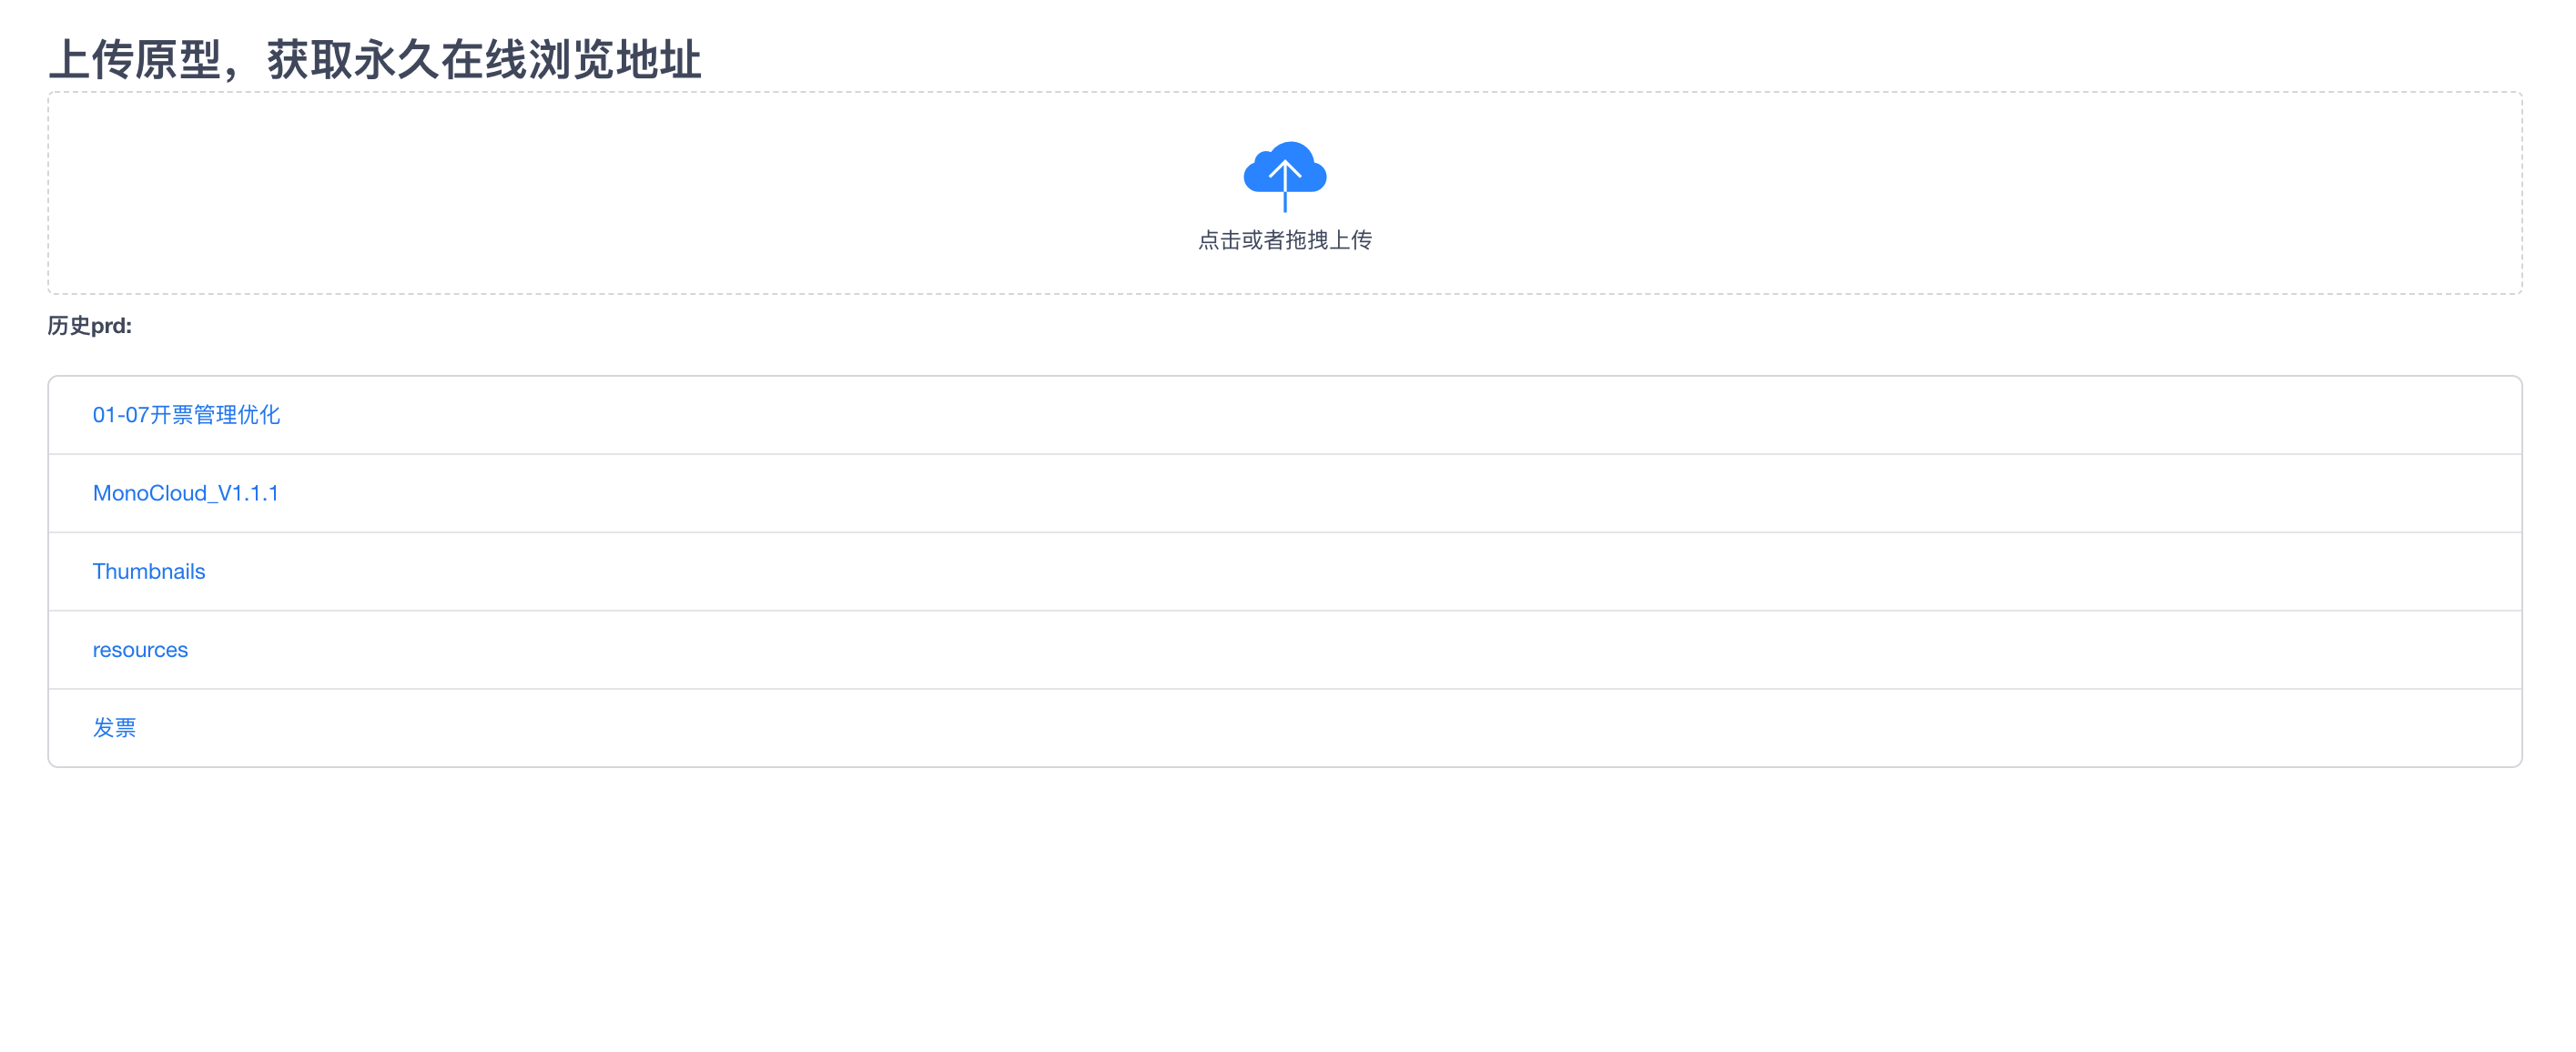 上传原型，获取永久在线浏览地址
点击或者拖拽上传
历史prd:
01-07开票管理优化
MonoCloud_V1.1.1
Thumbnails
resources
发票